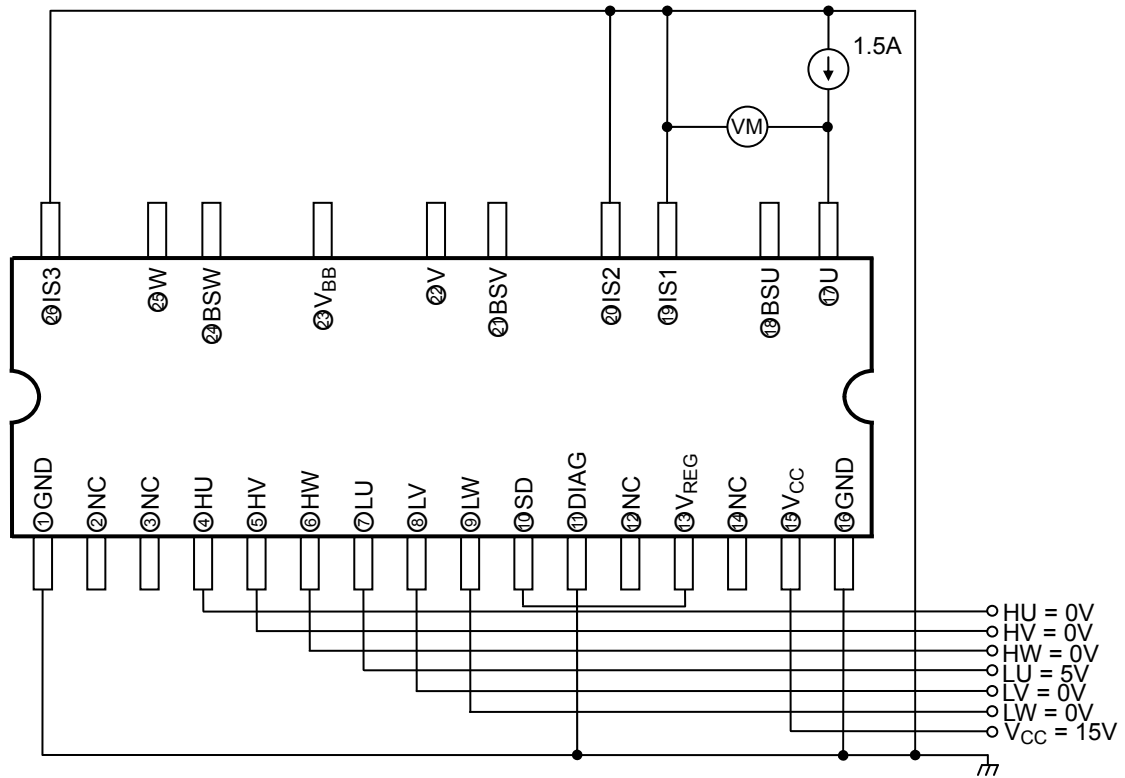 1.5A
VM
㉖IS3
㉕W
㉔BSW
㉓VBB
㉒V
㉑BSV
⑳IS2
⑲IS1
⑱BSU
⑰U
①GND
②NC
③NC
④HU
⑤HV
⑥HW
⑦LU
⑧LV
⑨LW
⑩SD
⑪DIAG
⑫NC
⑬VREG
⑭NC
⑮VCC
⑯GND
HU = 0V
HV = 0V
HW = 0V
LU = 5V
LV = 0V
LW = 0V
VCC = 15V